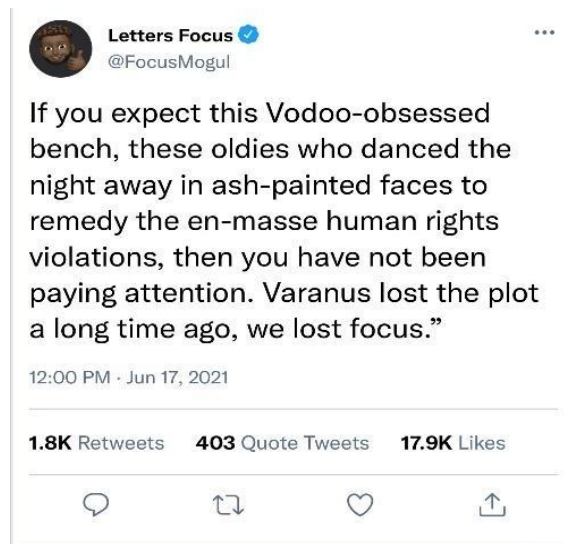 Letters Focus
@FocusMogul
If you expect this Vodoo-obsessed
bench, these oldies who danced the
night away in ash-painted faces to
remedy the en-masse human rights
violations, then you have not been
paying attention. Varanus lost the plot
a long time ago, we lost focus.”
12:00 PM · Jun 17, 2021
1.8K Retweets 403 Quote Tweets 17.9K Likes